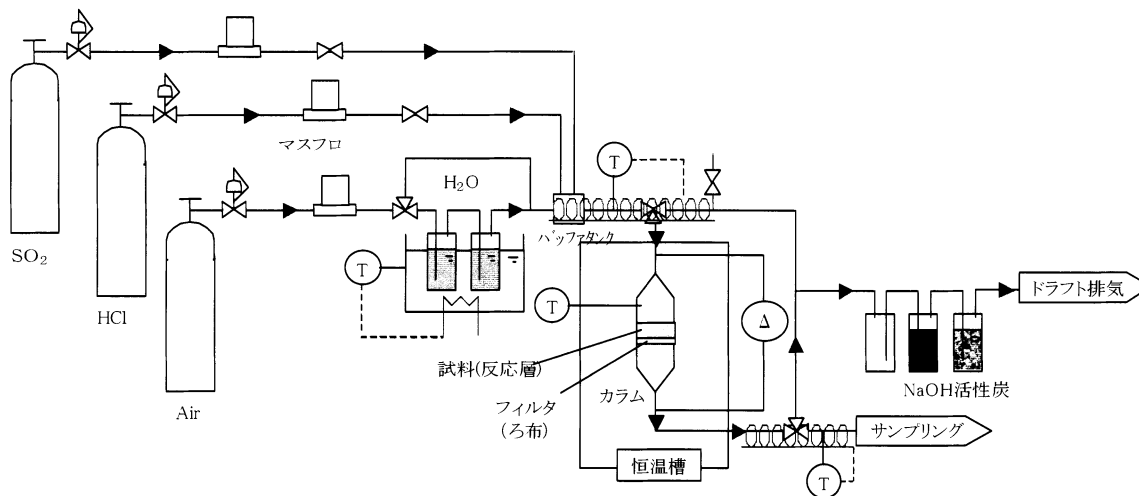 SO₂
HCl
Air
マスフロ
H₂O
T
T
T
T
バッファタンク
Δ
試料(反応層)
フィルタ
(ろ布)
カラム
恒温槽
NaOH活性炭
ドラフト排気
サンプリング